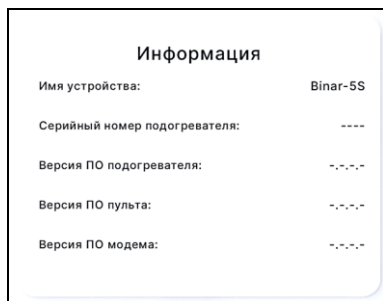 Информация
Имя устройства: Binar-5S
Серийный номер подогревателя: ----
Версия ПО подогревателя: -.-.-.-
Версия ПО пульта: -.-.-.-
Версия ПО модема: -.-.-.-